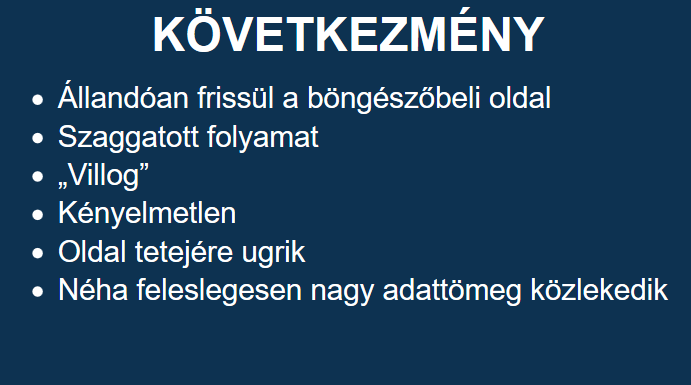 KÖVETKEZMÉNY
• Állandóan frissül a böngészőbeli oldal
• Szaggatott folyamat
• „Villog”
• Kényelmetlen
• Oldal tetejére ugrik
• Néha feleslegesen nagy adattömeg közlekedik